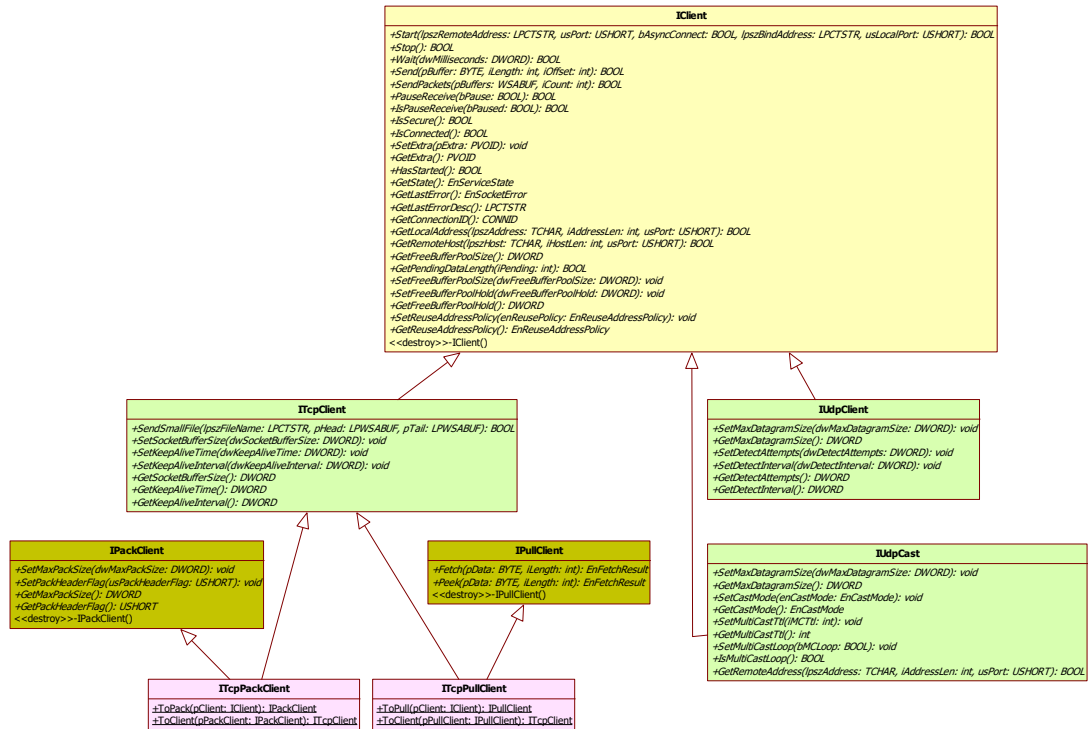 IClient
+Start(lpszRemoteAddress: LPCTSTR, usPort: USHORT, bAsyncConnect: BOOL, lpszBindAddress: LPCTSTR, usLocalPort: USHORT): BOOL
+Stop(): BOOL
+Wait(dwMilliseconds: DWORD): BOOL
+Send(pBuffer: BYTE, iLength: int, iOffset: int): BOOL
+SendPackets(pBuffers: WSABUF, iCount: int): BOOL
+PauseReceive(bPause: BOOL): BOOL
+IsPauseReceive(bPaused: BOOL): BOOL
+IsSecure(): BOOL
+IsConnected(): BOOL
+SetExtra(pExtra: PVOID): void
+GetExtra(): PVOID
+HasStarted(): BOOL
+GetState(): EnServiceState
+GetLastError(): EnSocketError
+GetLastErrorDesc(): LPCTSTR
+GetConnectionID(): CONNID
+GetLocalAddress(lpszAddress: TCHAR, iAddressLen: int, usPort: USHORT): BOOL
+GetRemoteHost(lpszHost: TCHAR, iHostLen: int, usPort: USHORT): BOOL
+GetFreeBufferPoolSize(): DWORD
+GetPendingDataLength(iPending: int): BOOL
+SetFreeBufferPoolSize(dwFreeBufferPoolSize: DWORD): void
+SetFreeBufferPoolHold(dwFreeBufferPoolHold: DWORD): void
+GetFreeBufferPoolHold(): DWORD
+SetReuseAddressPolicy(enReusePolicy: EnReuseAddressPolicy): void
+GetReuseAddressPolicy(): EnReuseAddressPolicy
<<destroy>>-IClient()
ITcpClient
+SendSmallFile(lpszFileName: LPCTSTR, pHead: LPWSABUF, pTail: LPWSABUF): BOOL
+SetSocketBufferSize(dwSocketBufferSize: DWORD): void
+SetKeepAliveTime(dwKeepAliveTime: DWORD): void
+SetKeepAliveInterval(dwKeepAliveInterval: DWORD): void
+GetSocketBufferSize(): DWORD
+GetKeepAliveTime(): DWORD
+GetKeepAliveInterval(): DWORD
IUdpClient
+SetMaxDatagramSize(dwMaxDatagramSize: DWORD): void
+GetMaxDatagramSize(): DWORD
+SetDetectAttempts(dwDetectAttempts: DWORD): void
+SetDetectInterval(dwDetectInterval: DWORD): void
+GetDetectAttempts(): DWORD
+GetDetectInterval(): DWORD
IPackClient
+SetMaxPackSize(dwMaxPackSize: DWORD): void
+SetPackHeaderFlag(usPackHeaderFlag: USHORT): void
+GetMaxPackSize(): DWORD
+GetPackHeaderFlag(): USHORT
<<destroy>>-IPackClient()
IPullClient
+Fetch(pData: BYTE, iLength: int): EnFetchResult
+Peek(pData: BYTE, iLength: int): EnFetchResult
<<destroy>>-IPullClient()
IUdpCast
+SetMaxDatagramSize(dwMaxDatagramSize: DWORD): void
+GetMaxDatagramSize(): DWORD
+SetCastMode(enCastMode: EnCastMode): void
+GetCastMode(): EnCastMode
+SetMultiCastTtl(iMCTtl: int): void
+GetMultiCastTtl(): int
+SetMultiCastLoop(bMCLoop: BOOL): void
+IsMultiCastLoop(): BOOL
+GetRemoteAddress(lpszAddress: TCHAR, iAddressLen: int, usPort: USHORT): BOOL
ITcpPackClient
+ToPack(pClient: IClient): IPackClient
+ToClient(pPackClient: IPackClient): ITcpClient
ITcpPullClient
+ToPull(pClient: IClient): IPullClient
+ToClient(pPullClient: IPullClient): ITcpClient